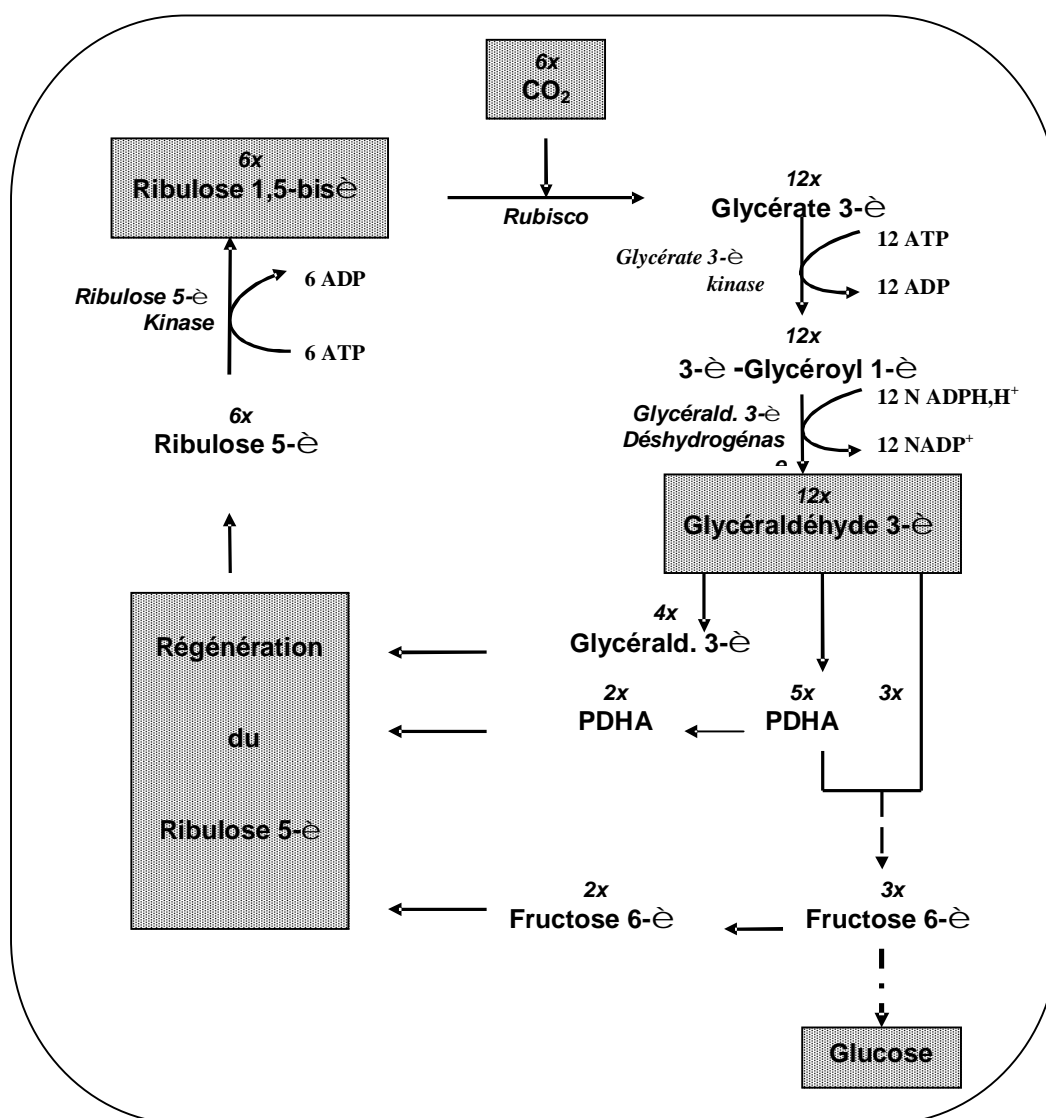 6x
CO₂
6x
Ribulose 1,5-bisè
Rubisco
12x
Glycérate 3-è
Glycérate 3-è
kinase
12 ATP
12 ADP
12x
3-è -Glycéroyl 1-è
Glycérald. 3-è
Déshydrogénas
e
12 N ADPH,H⁺
12 NADP⁺
12x
Glycéraldéhyde 3-è
Ribulose 5-è
Kinase
6 ADP
6 ATP
6x
Ribulose 5-è
4x
Glycérald. 3-è
2x
PDHA
5x
PDHA
3x
Régénération
du
Ribulose 5-è
2x
Fructose 6-è
3x
Fructose 6-è
Glucose